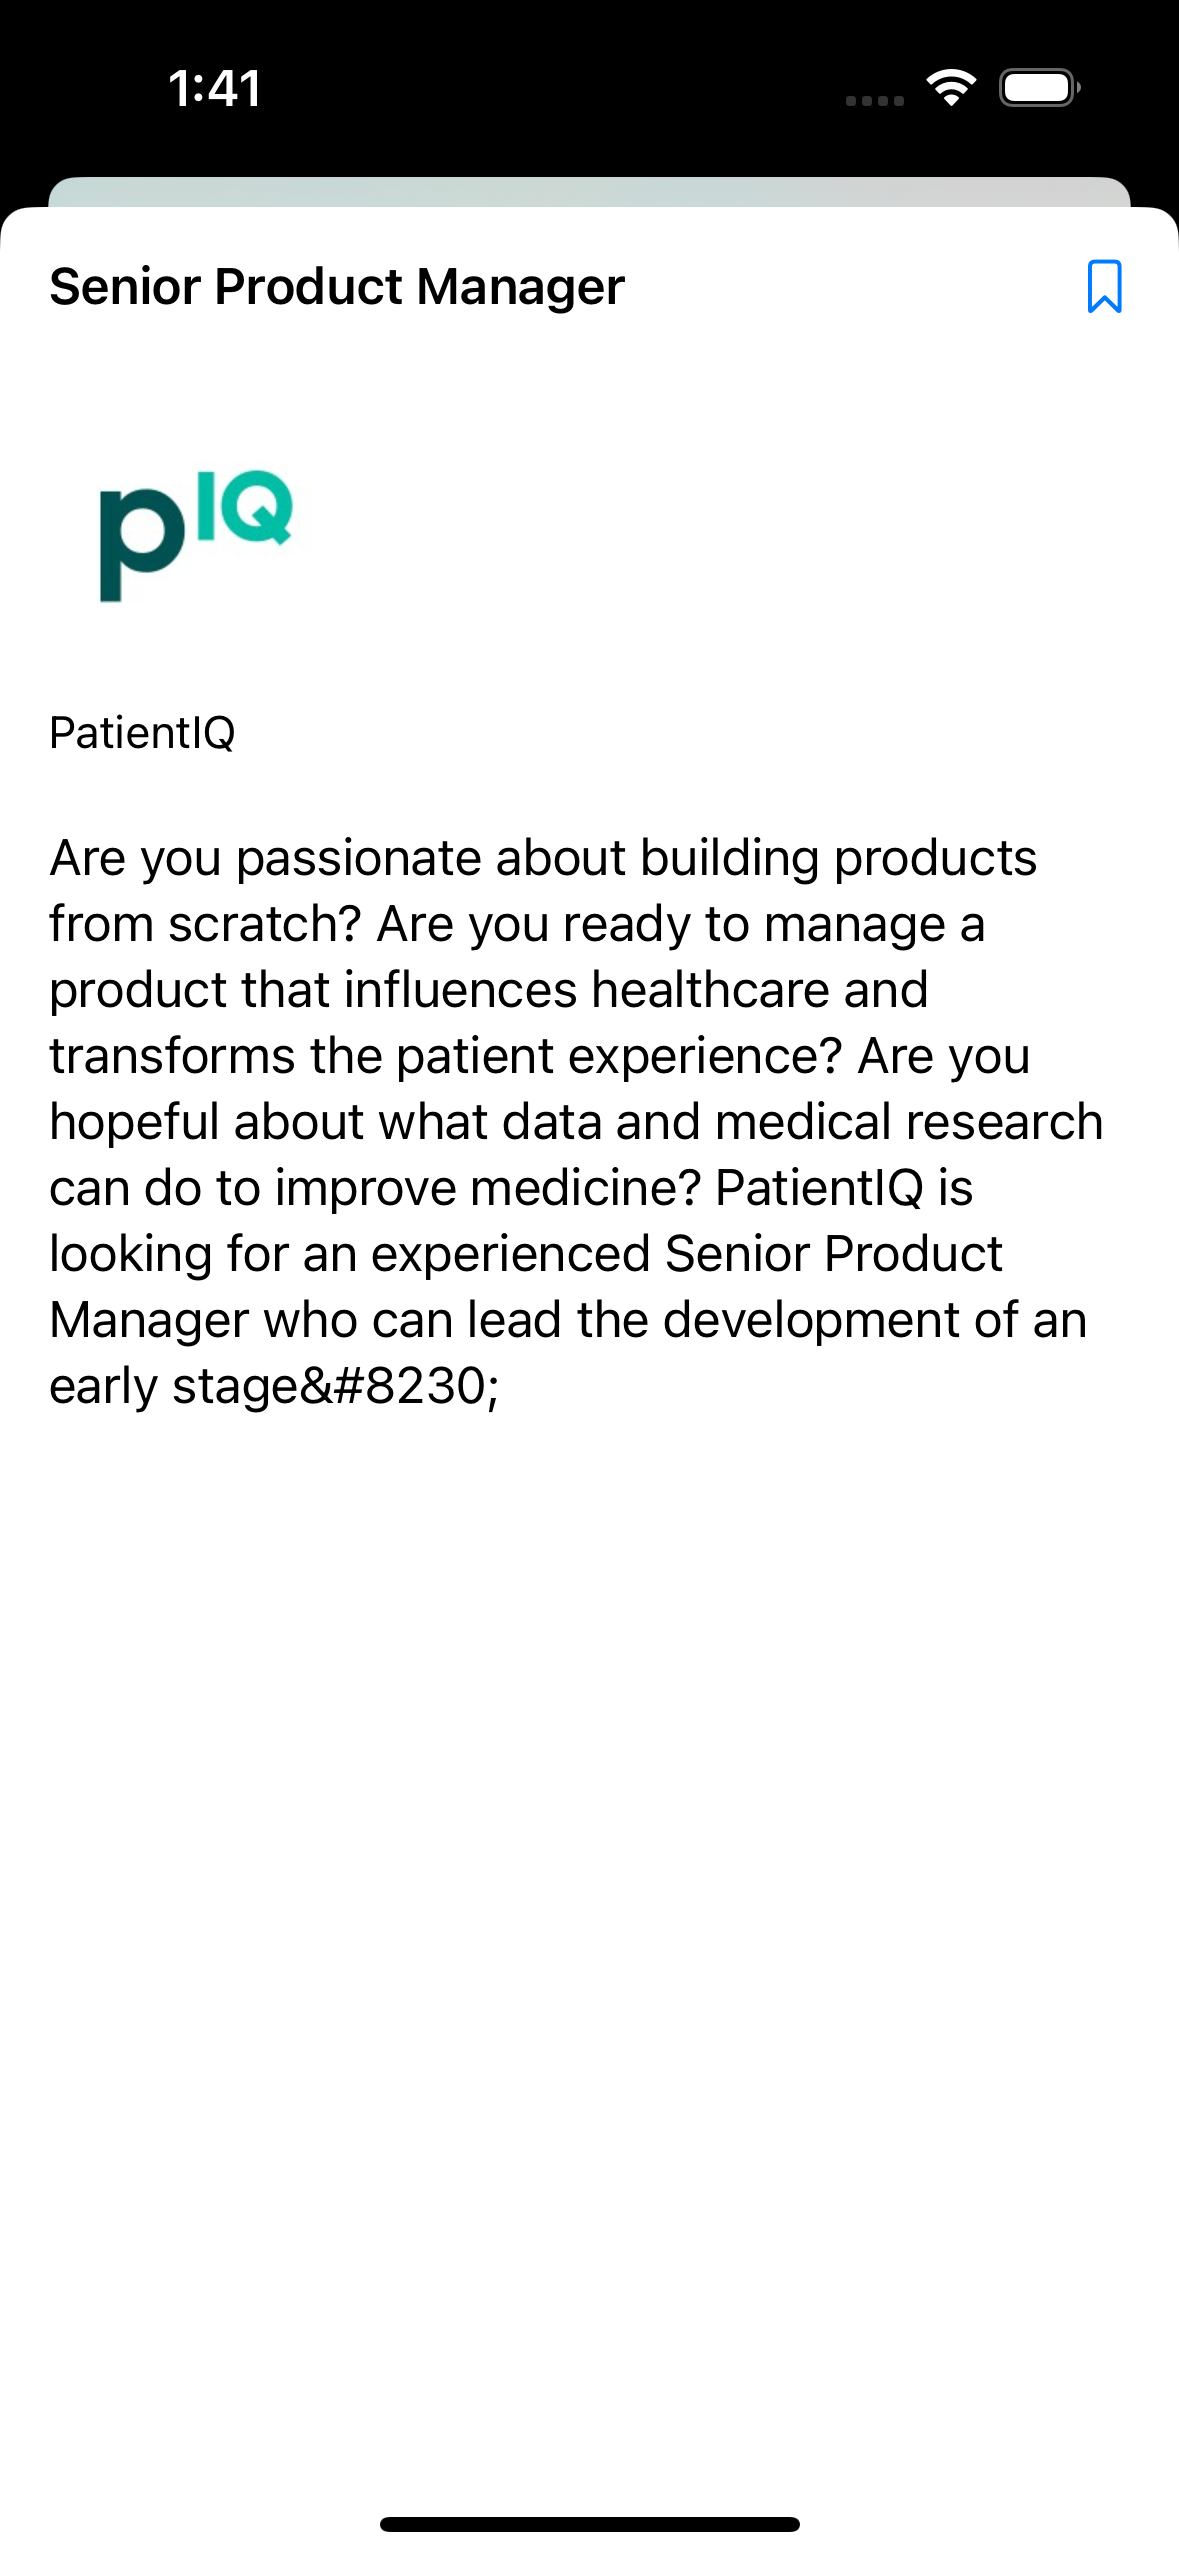 1:41
Senior Product Manager
pIQ
PatientIQ
Are you passionate about building products
from scratch? Are you ready to manage a
product that influences healthcare and
transforms the patient experience? Are you
hopeful about what data and medical research
can do to improve medicine? PatientIQ is
looking for an experienced Senior Product
Manager who can lead the development of an
early stage&#8230;